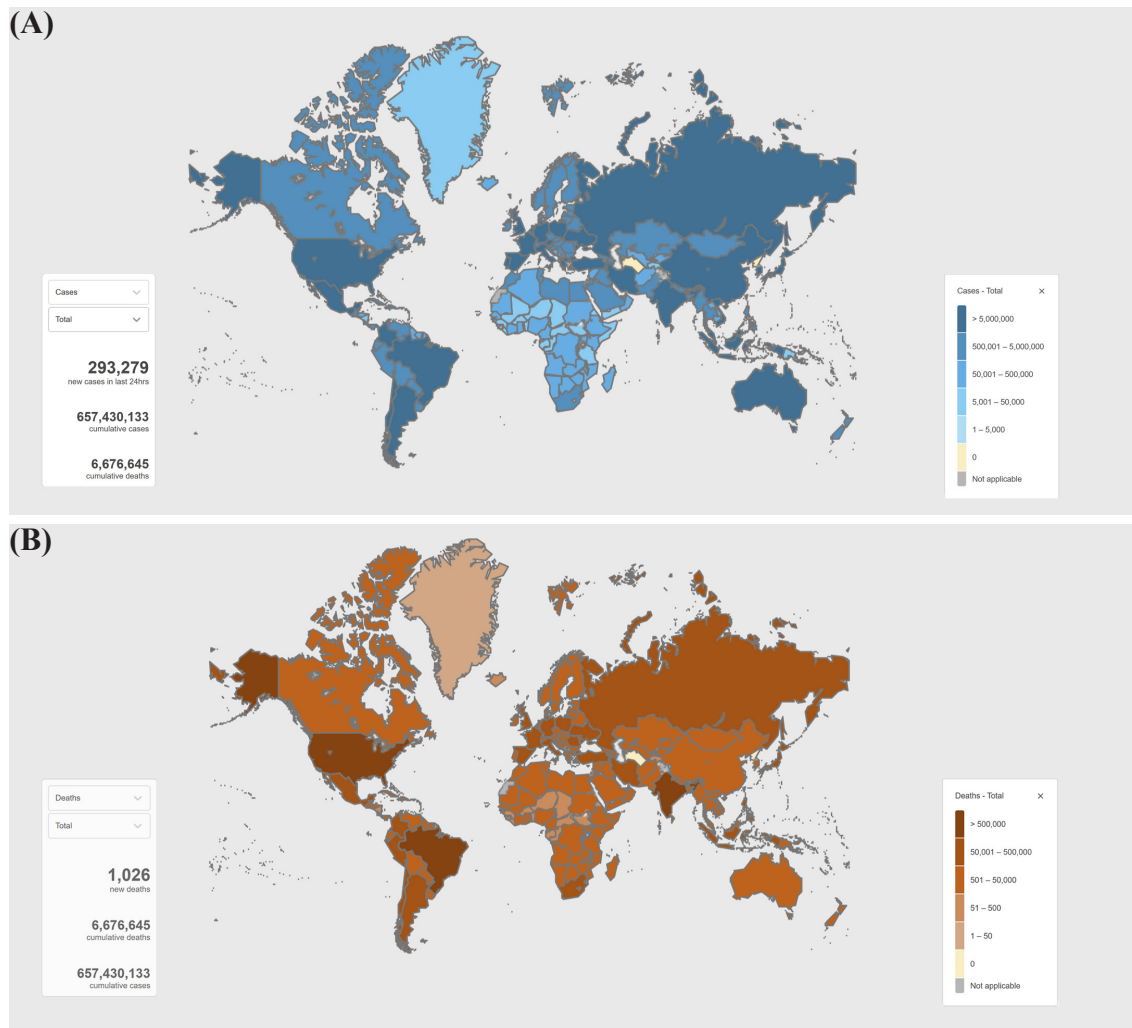 (A)
Cases
Total
293,279
new cases in last 24hrs
657,430,133
cumulative cases
6,676,645
cumulative deaths
Cases - Total ×
> 5,000,000
500,001 – 5,000,000
50,001 – 500,000
5,001 – 50,000
1 – 5,000
0
Not applicable
(B)
Deaths
Total
1,026
new deaths
6,676,645
cumulative deaths
657,430,133
cumulative cases
Deaths - Total ×
> 500,000
50,001 – 500,000
501 – 50,000
51 – 500
1 – 50
0
Not applicable